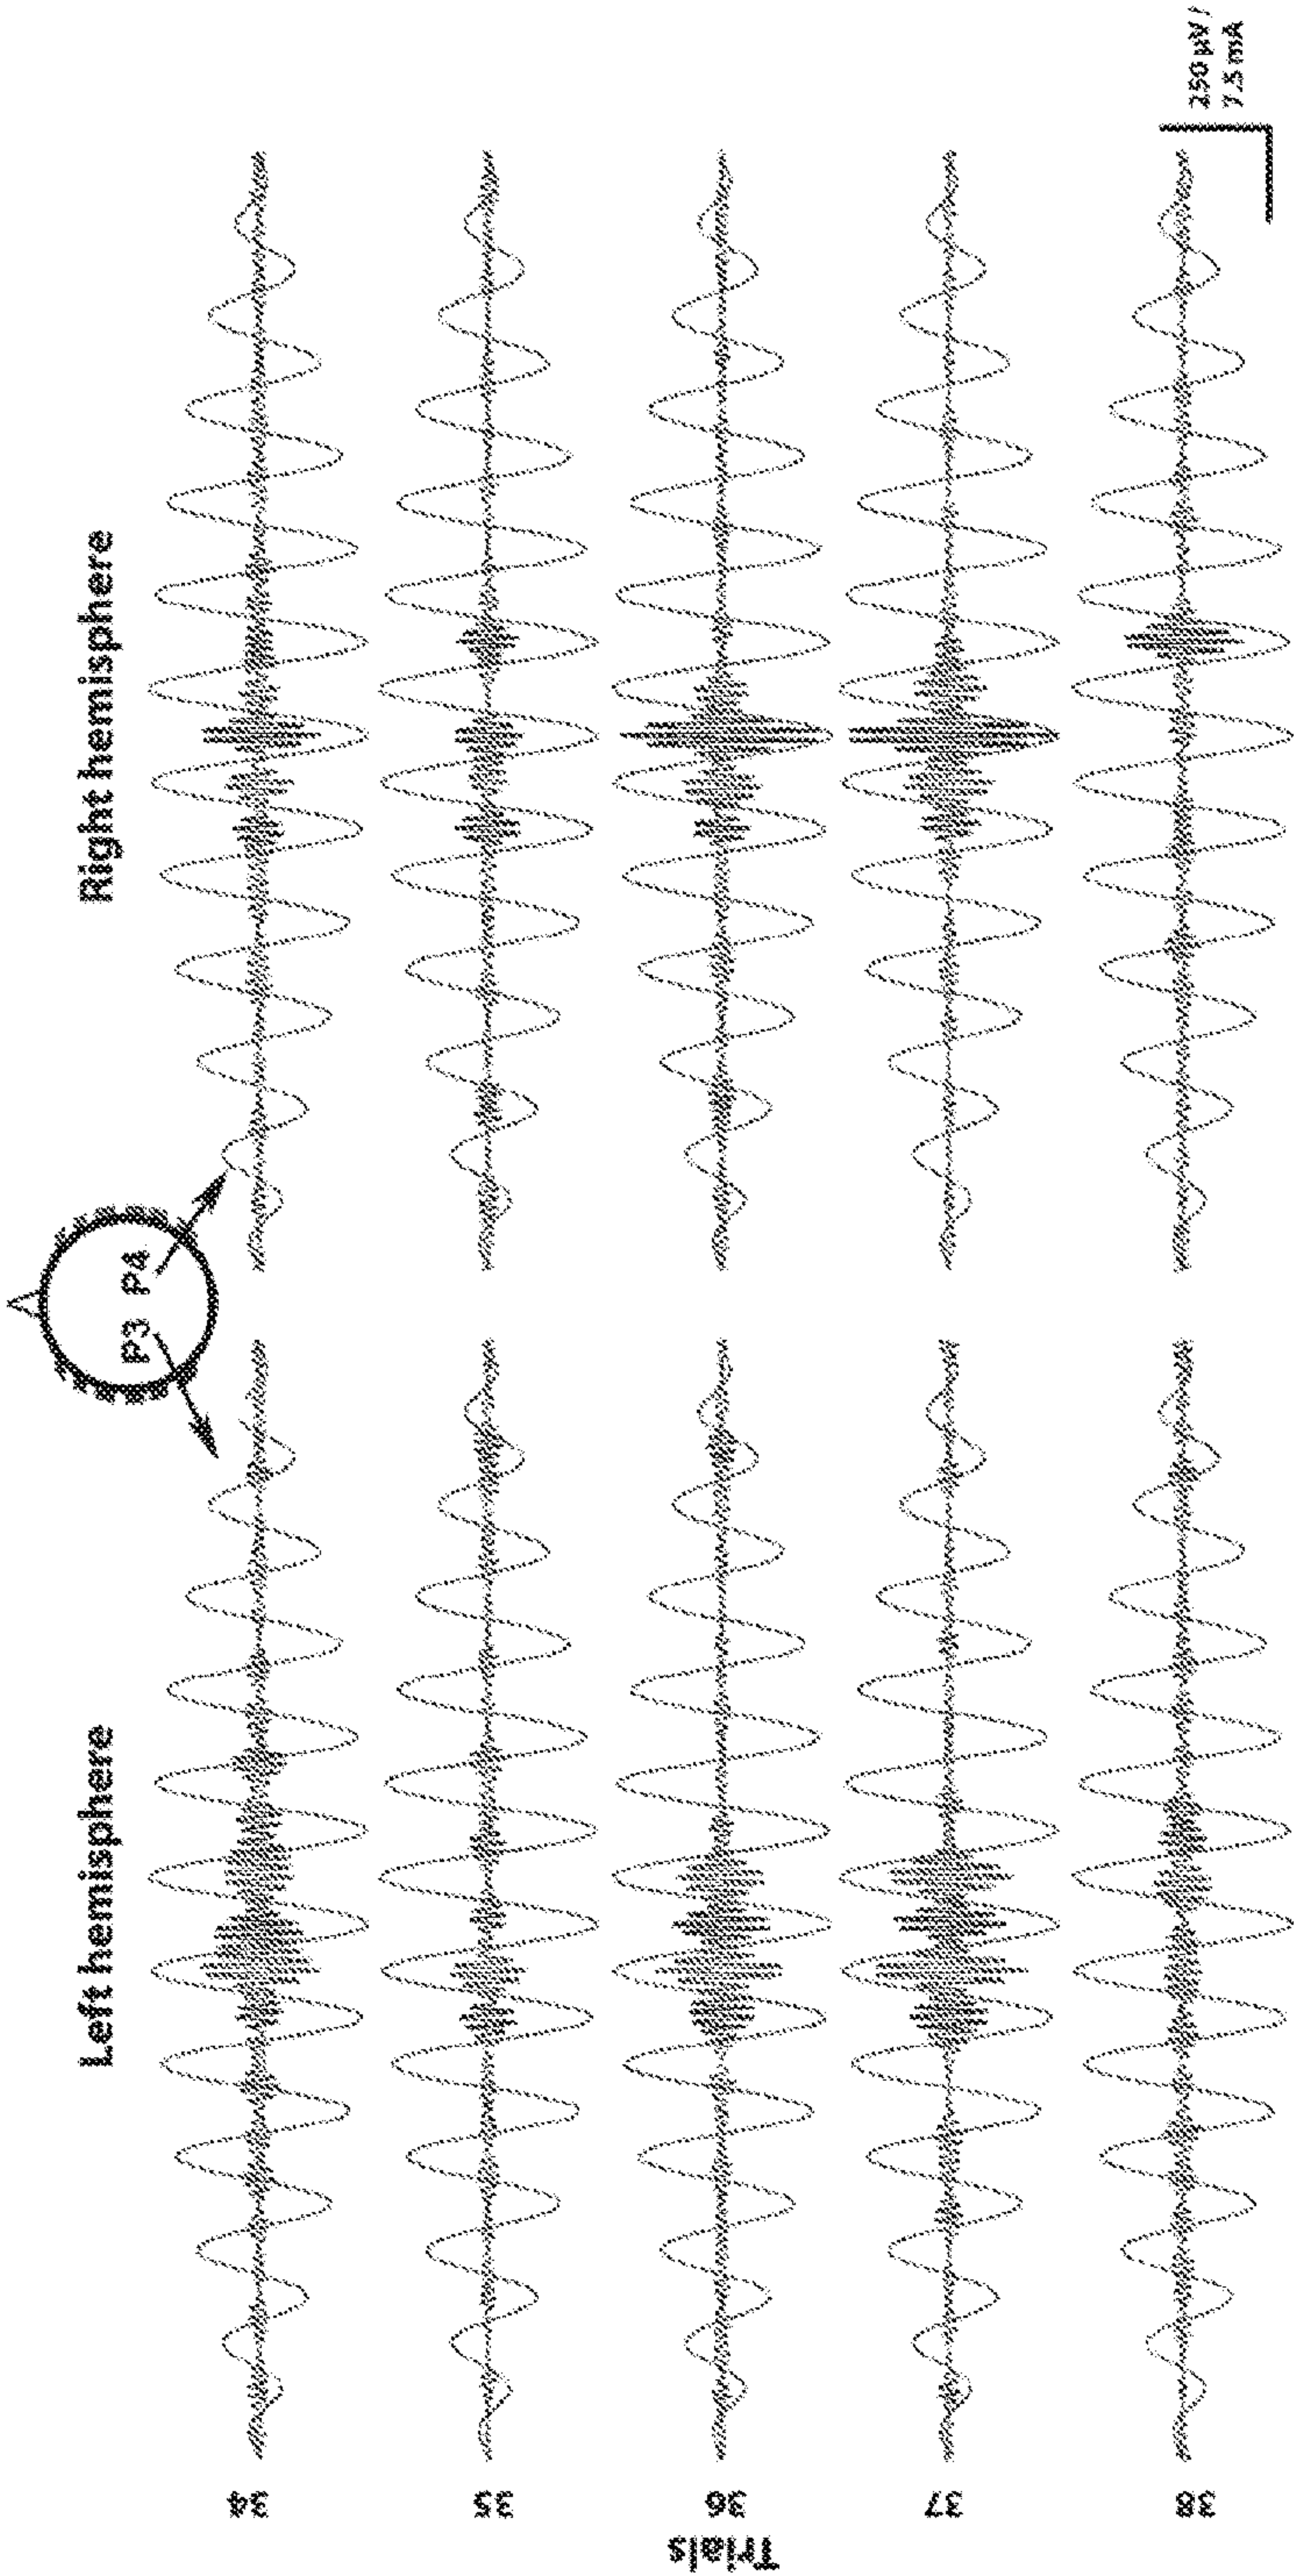 Left hemisphere
Right hemisphere
P3 P4
Trials
34
35
36
37
38
250 µV /
7.5 mA